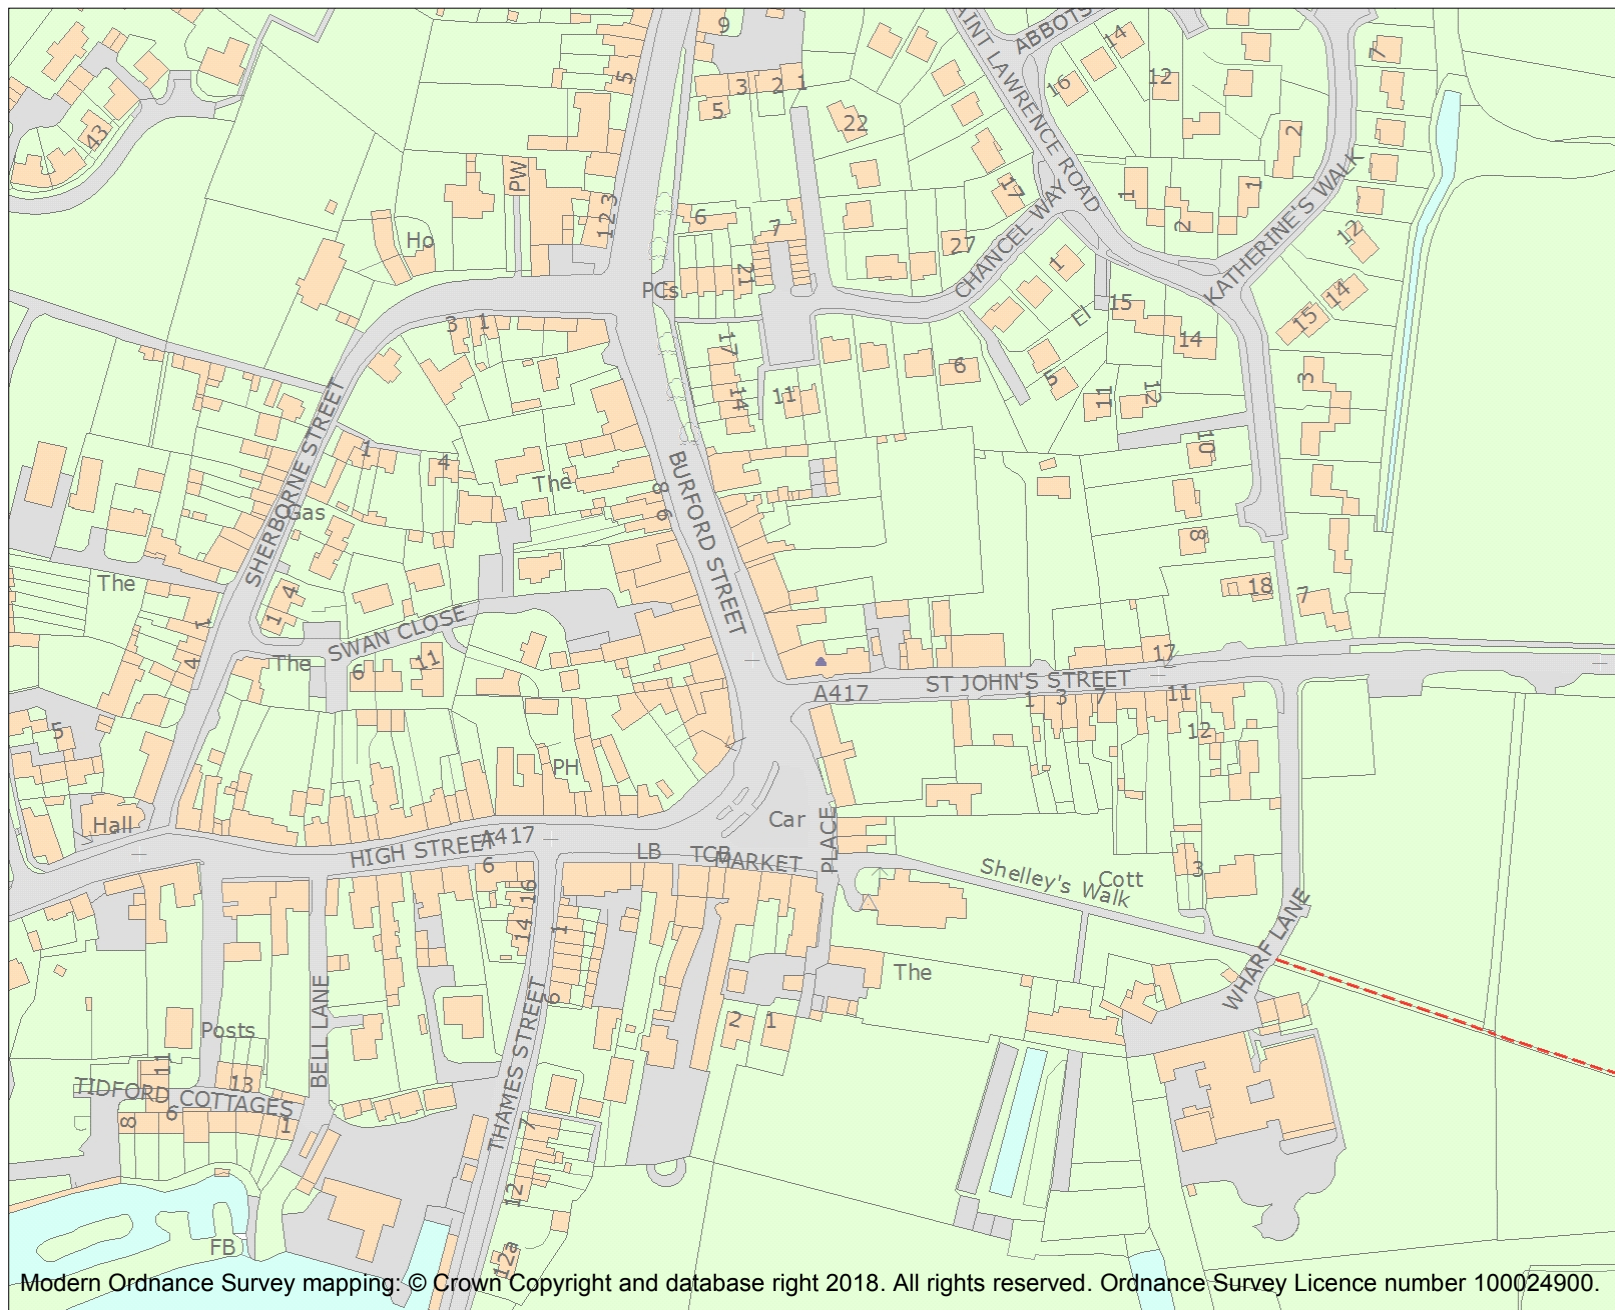 9
AINT LAWRENCE ROAD
ABBOTS
14
7
5
3
2
1
5
16
12
43
22
2
PW
17
1
1
KATHERINE'S WALK
1 2 3
6
7
2
12
Ho
CHANCEL WAY
27
1
PCs
21
14
15
El
15
3
1
17
14
SHERBORNE STREET
14
11
6
5
11
12
3
1
4
10
The
BURFORD STREET
8
6
Gas
8
The
4
1
18
7
1
SWAN CLOSE
4
The
6
11
17
ST JOHN'S STREET
A417
1
3
7
11
5
12
PH
Hall
Car
HIGH STREET
A417
LB
TCB
MARKET
PLACE
6
Shelley's Walk
Cott
3
16
14
1
WHARF LANE
The
BELL LANE
6
Posts
2
1
THAMES STREET
11
13
TIDFORD COTTAGES
8
6
1
7
12
FB
12a
Modern Ordnance Survey mapping: © Crown Copyright and database right 2018. All rights reserved. Ordnance Survey Licence number 100024900.